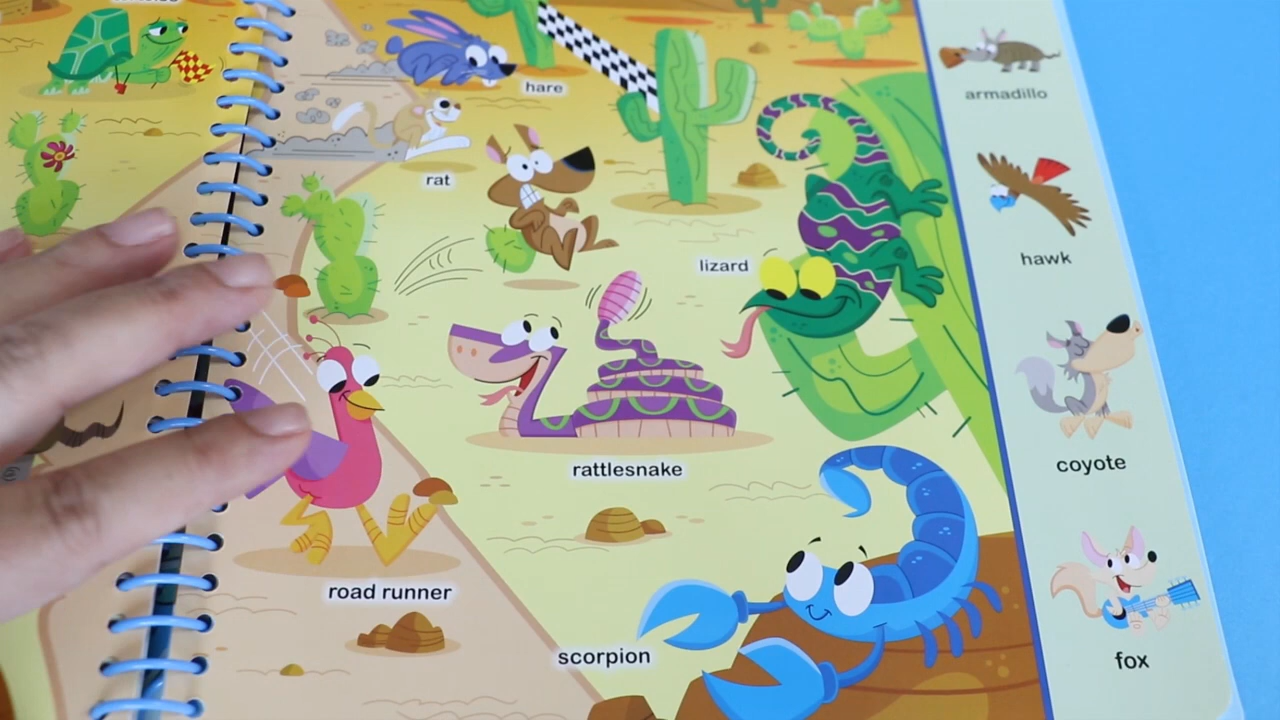 hare
rat
lizard
rattlesnake
road runner
scorpion
armadillo
hawk
coyote
fox